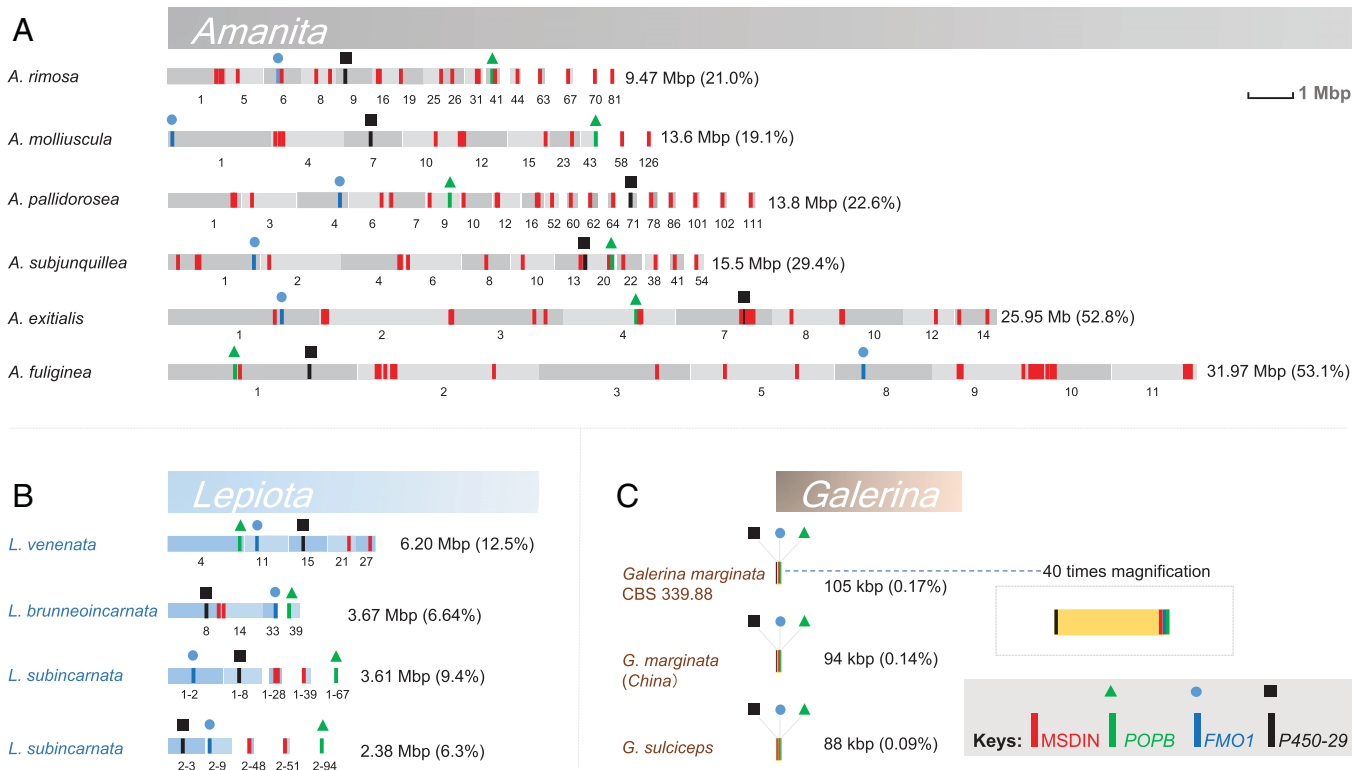 A
Amanita
A. rimosa
9.47 Mbp (21.0%)
1 5 6 8 9 16 19 25 26 31 41 44 63 67 70 81
1 Mbp
A. molliuscula
13.6 Mbp (19.1%)
1 4 7 10 12 15 23 43 58 126
A. pallidorosea
13.8 Mbp (22.6%)
1 3 4 6 7 9 10 12 16 52 60 62 64 71 78 86 101 102 111
A. subjunquillea
15.5 Mbp (29.4%)
1 2 4 6 8 10 13 20 22 38 41 54
A. exitialis
25.95 Mb (52.8%)
1 2 3 4 7 8 10 12 14
A. fuliginea
31.97 Mbp (53.1%)
1 2 3 5 8 9 10 11
B
Lepiota
L. venenata
6.20 Mbp (12.5%)
4 11 15 21 27
L. brunneoincarnata
3.67 Mbp (6.64%)
8 14 33 39
L. subincarnata
3.61 Mbp (9.4%)
1-2 1-8 1-28 1-39 1-67
L. subincarnata
2.38 Mbp (6.3%)
2-3 2-9 2-48 2-51 2-94
C
Galerina
Galerina marginata
CBS 339.88
105 kbp (0.17%)
40 times magnification
G. marginata
(China）
94 kbp (0.14%)
G. sulciceps
88 kbp (0.09%)
Keys: MSDIN POPB FMO1 P450-29